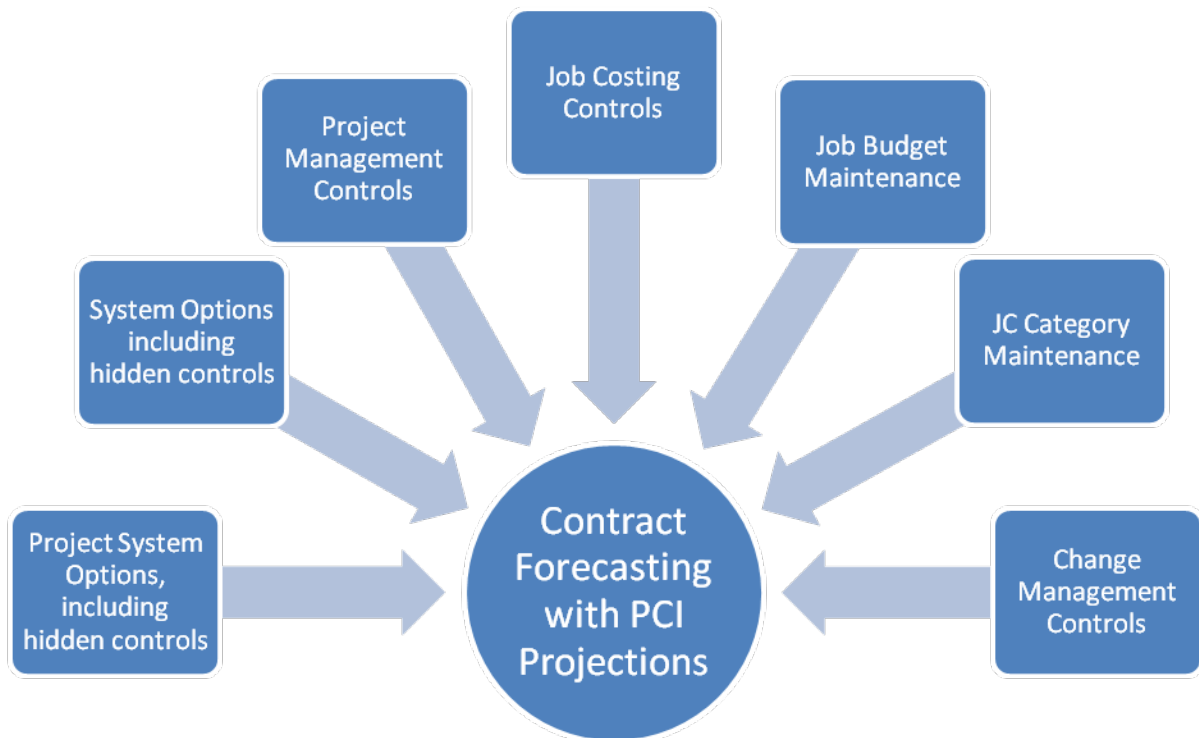 Job Costing
Controls
Project
Management
Controls
Job Budget
Maintenance
System Options
including
hidden controls
JC Category
Maintenance
Project System
Options,
including
hidden controls
Contract
Forecasting
with PCI
Projections
Change
Management
Controls